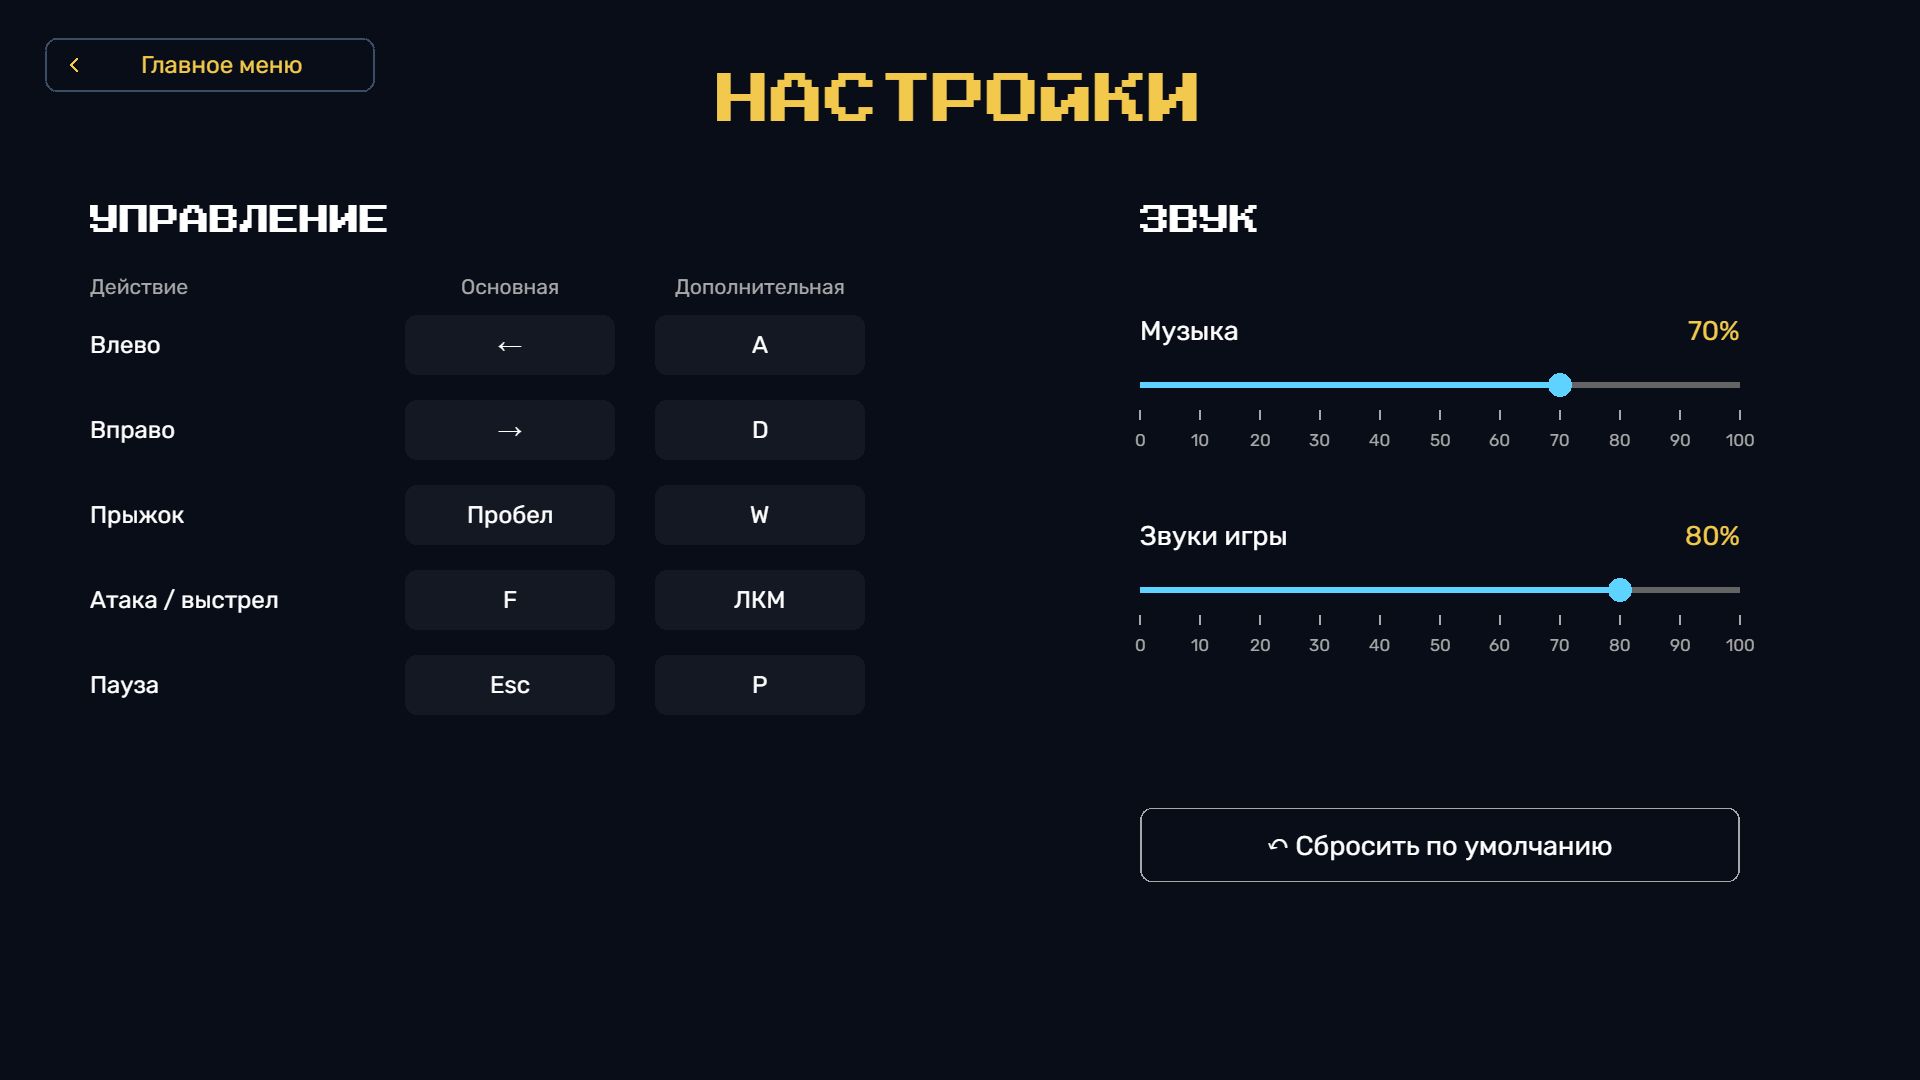 Главное меню
НАСТРОЙКИ
УПРАВЛЕНИЕ
Действие Основная Дополнительная
Влево ← A
Вправо → D
Прыжок Пробел W
Атака / выстрел F ЛКМ
Пауза Esc P
ЗВУК
Музыка 70%
0 10 20 30 40 50 60 70 80 90 100
Звуки игры 80%
0 10 20 30 40 50 60 70 80 90 100
↶ Сбросить по умолчанию